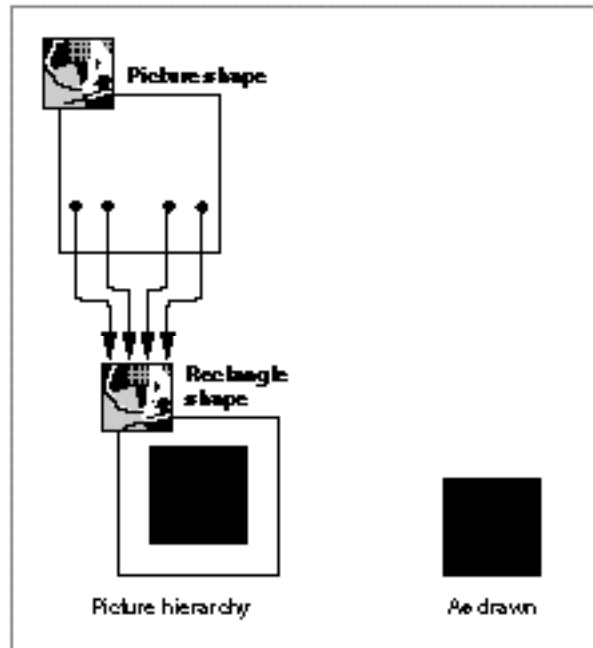 Picture shape
Rectangle
shape
Picture hierarchy
As drawn